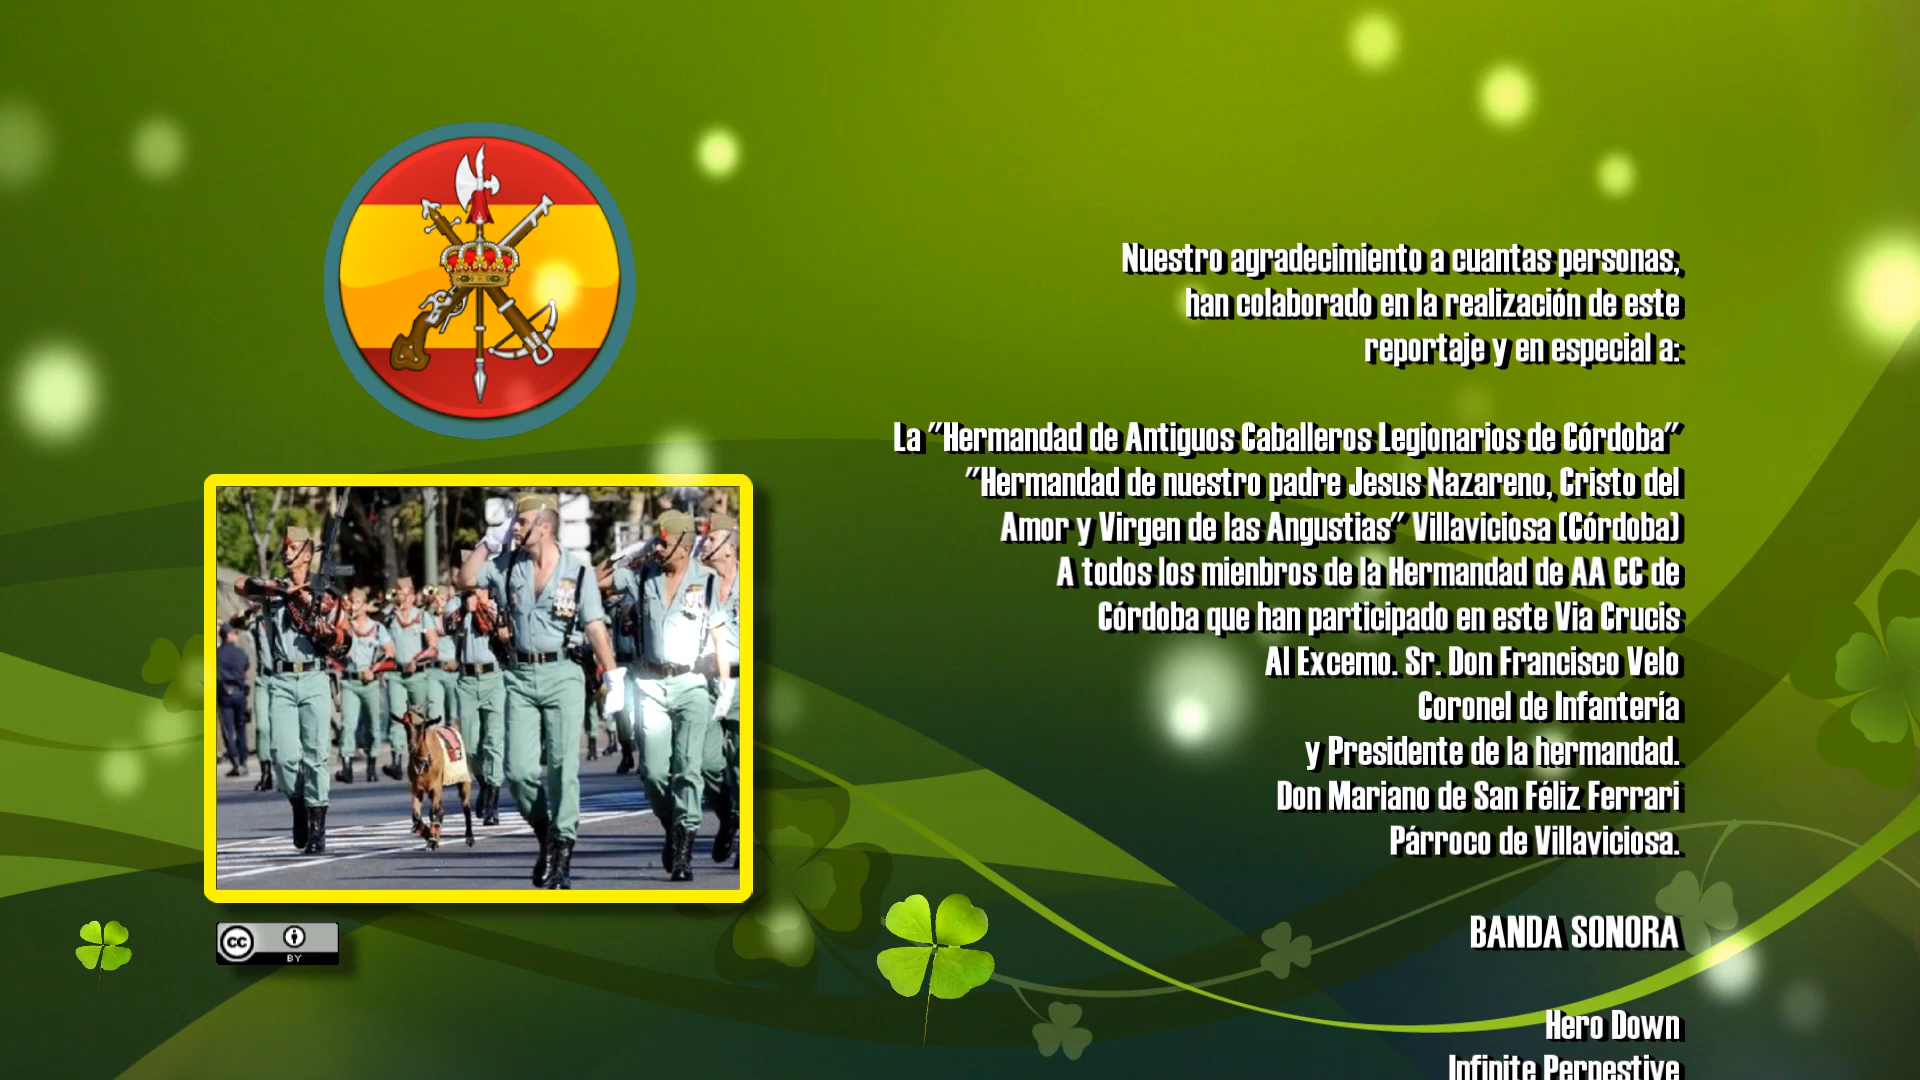 Nuestro agradecimiento a cuantas personas,
han colaborado en la realización de este
reportaje y en especial a:
La "Hermandad de Antiguos Caballeros Legionarios de Córdoba"
"Hermandad de nuestro padre Jesus Nazareno, Cristo del
Amor y Virgen de las Angustias" Villaviciosa (Córdoba)
A todos los mienbros de la Hermandad de AA CC de
Córdoba que han participado en este Via Crucis
Al Excemo. Sr. Don Francisco Velo
Coronel de Infantería
y Presidente de la hermandad.
Don Mariano de San Féliz Ferrari
Párroco de Villaviciosa.
BANDA SONORA
Hero Down
Infinite Perpestive
cc
BY